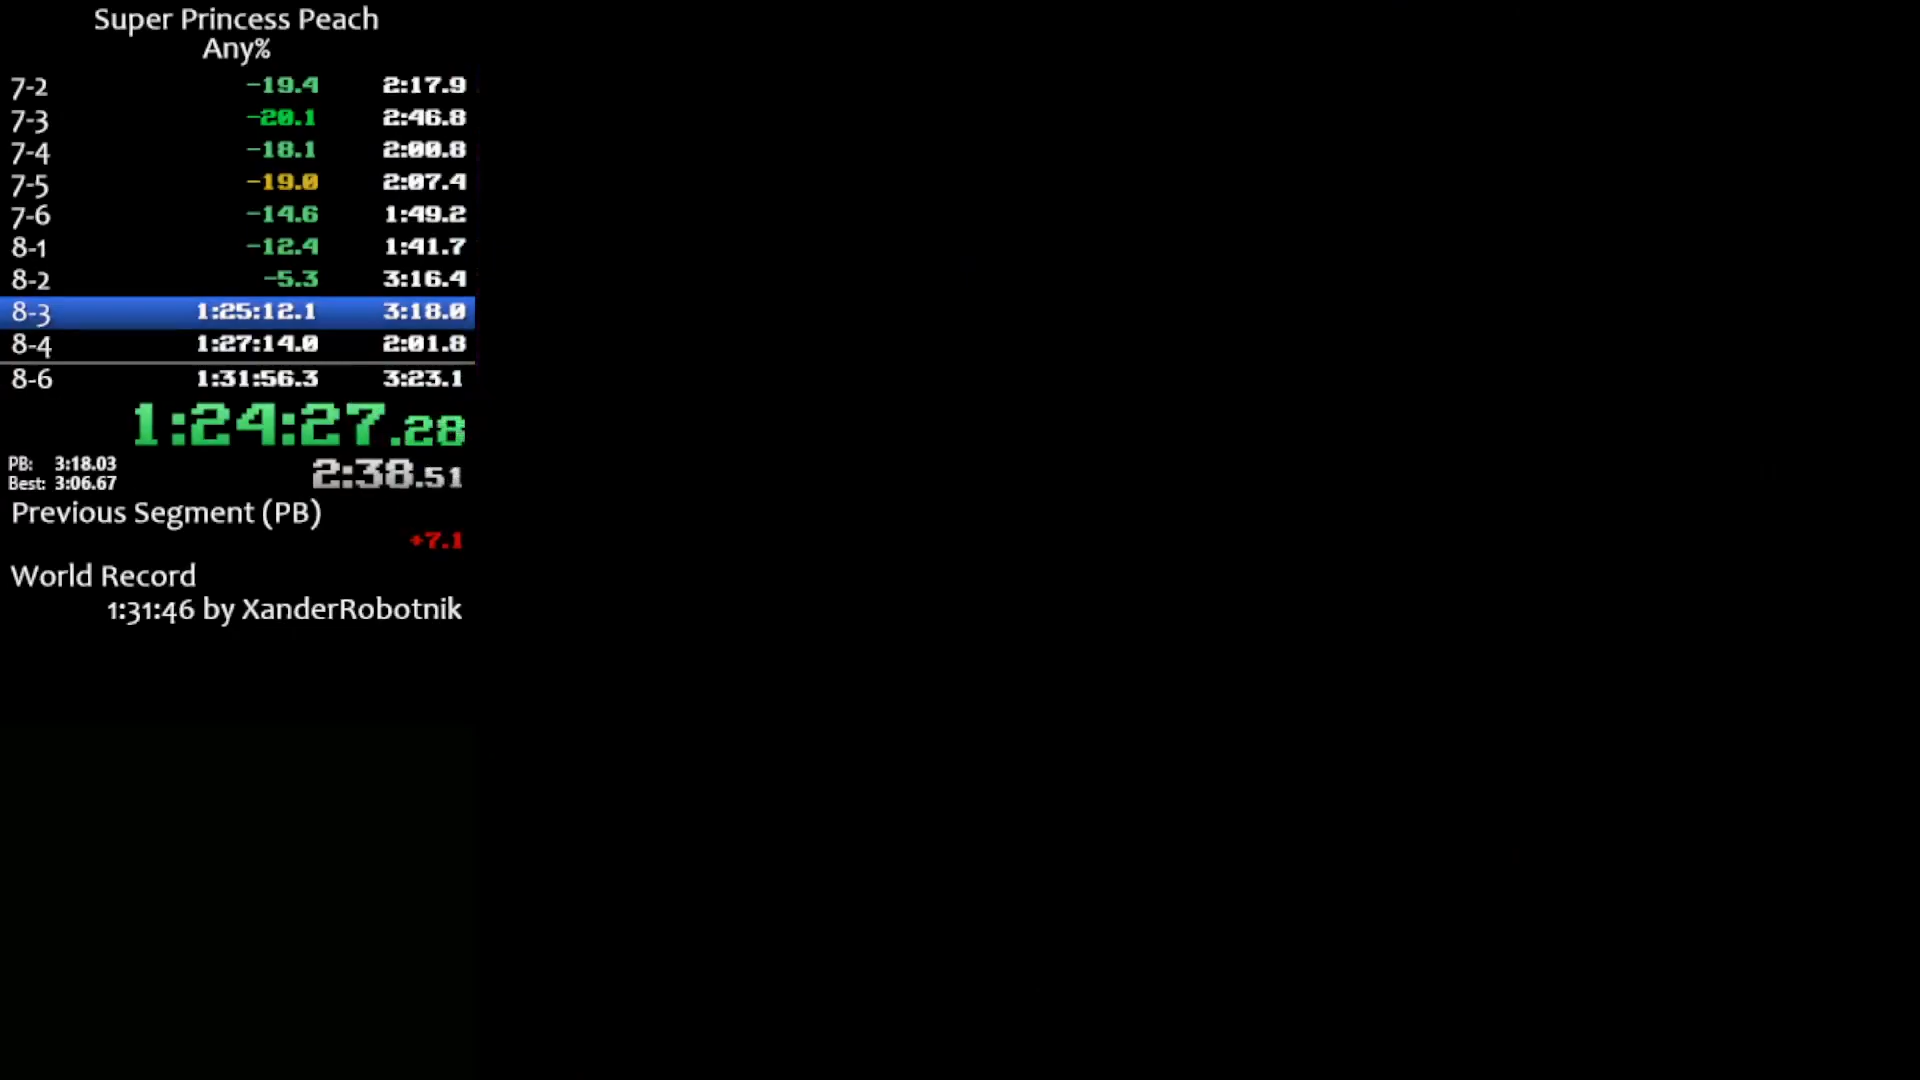 Super Princess Peach
Any%
7-2 -19.4 2:17.9
7-3 -20.1 2:46.8
7-4 -18.1 2:00.8
7-5 -19.0 2:07.4
7-6 -14.6 1:49.2
8-1 -12.4 1:41.7
8-2 -5.3 3:16.4
8-3 1:25:12.1 3:18.0
8-4 1:27:14.0 2:01.8
8-6 1:31:56.3 3:23.1
1:24:27.28
PB: 3:18.03
Best: 3:06.67
2:38.51
Previous Segment (PB)
+7.1
World Record
1:31:46 by XanderRobotnik